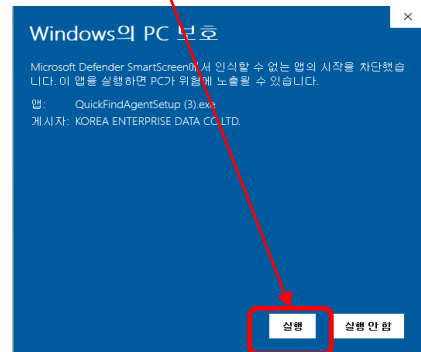 Windows의 PC 보호
Microsoft Defender SmartScreen에서 인식할 수 없는 앱의 시작을 차단했습
니다. 이 앱을 실행하면 PC가 위험에 노출될 수 있습니다.
앱: QuickFindAgentSetup (3).exe
게시자: KOREA ENTERPRISE DATA CO.LTD.
실행 실행 안 함